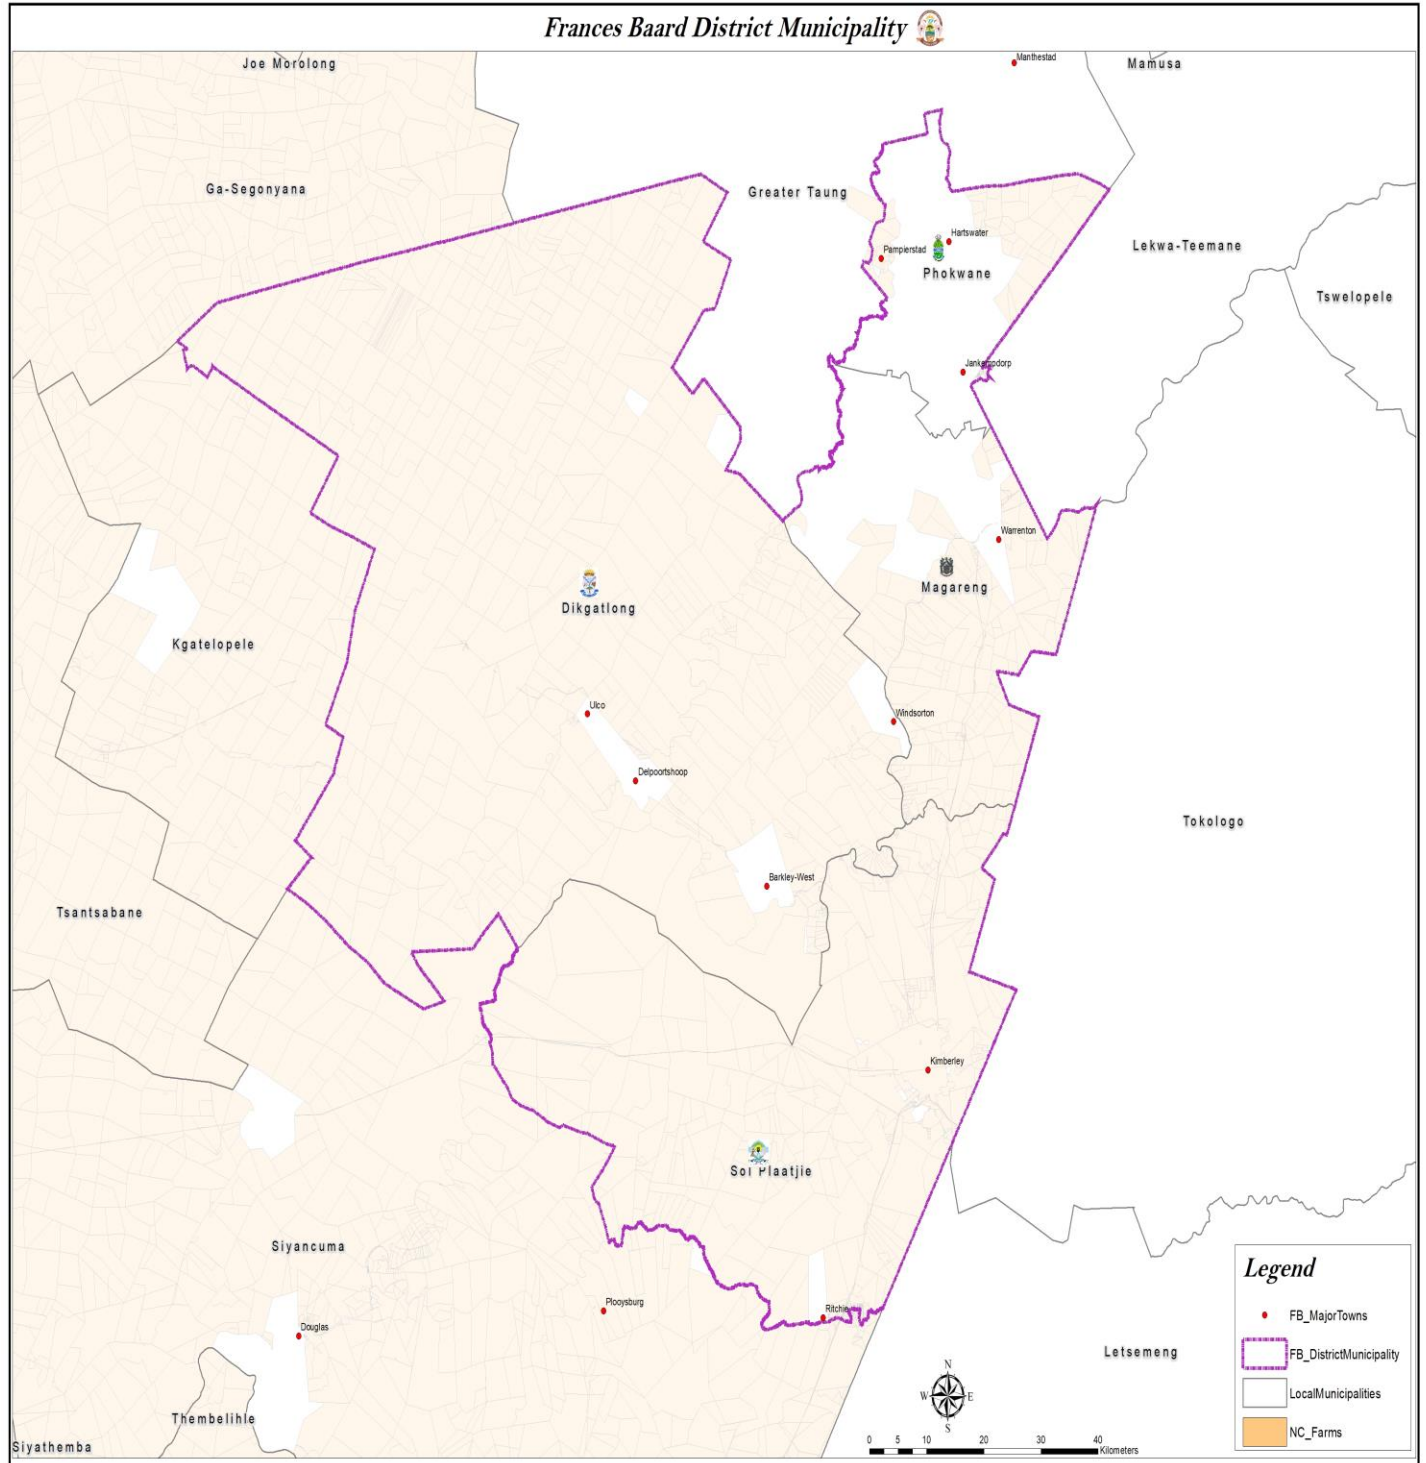 Frances Baard District Municipality
Joe Morolong
Manthestad
Mamusa
Ga-Segonyana
Greater Taung
Hartswater
Lekwa-Teemane
Pampierstad
Phokwane
Tswelopele
Jankempdorp
Warrenton
Magareng
Dikgatlong
Kgatelopele
Ulco
Windsorton
Delpoortshoop
Tokologo
Barkley-West
Tsantsabane
Kimberley
Sol Plaatjie
Siyancuma
Plooysburg
Ritchie
Douglas
Letsemeng
Thembelihle
Siyathemba
N
W E
S
0 5 10 20 30 40
Kilometers
Legend
FB_MajorTowns
FB_DistrictMunicipality
LocalMunicipalities
NC_Farms